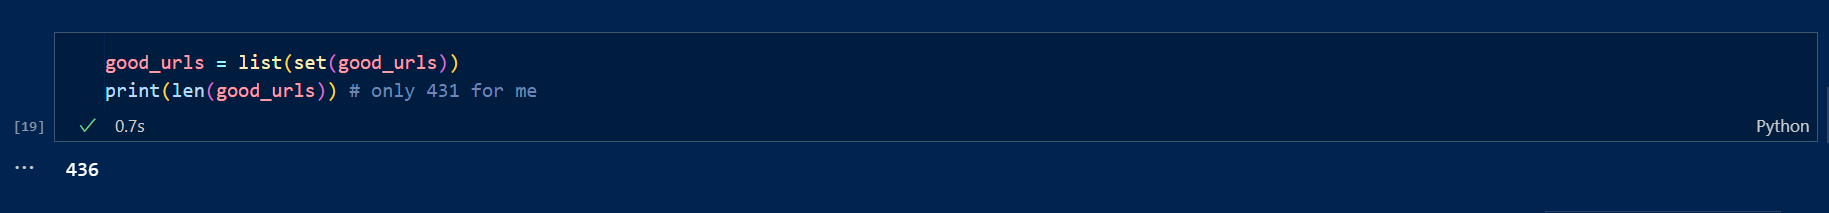 good_urls = list(set(good_urls))
print(len(good_urls)) # only 431 for me
[19]
0.7s
Python
...
436